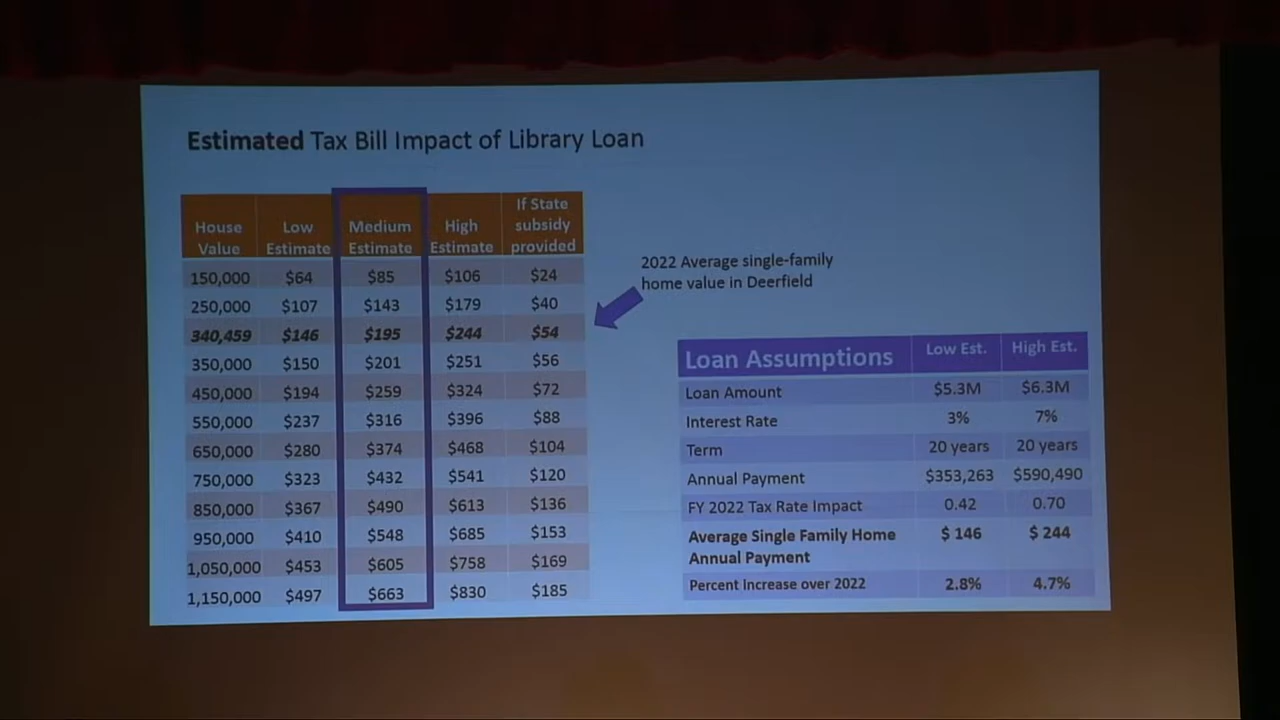 Estimated Tax Bill Impact of Library Loan
House Value Low Estimate Medium Estimate High Estimate If State subsidy provided
150,000 $64 $85 $106 $24
250,000 $107 $143 $179 $40
340,459 $146 $195 $244 $54
350,000 $150 $201 $251 $56
450,000 $194 $259 $324 $72
550,000 $237 $316 $396 $88
650,000 $280 $374 $468 $104
750,000 $323 $432 $541 $120
850,000 $367 $490 $613 $136
950,000 $410 $548 $685 $153
1,050,000 $453 $605 $758 $169
1,150,000 $497 $663 $830 $185
2022 Average single-family
home value in Deerfield
Loan Assumptions Low Est. High Est.
Loan Amount $5.3M $6.3M
Interest Rate 3% 7%
Term 20 years 20 years
Annual Payment $353,263 $590,490
FY 2022 Tax Rate Impact 0.42 0.70
Average Single Family Home $ 146 $ 244
Annual Payment
Percent Increase over 2022 2.8% 4.7%